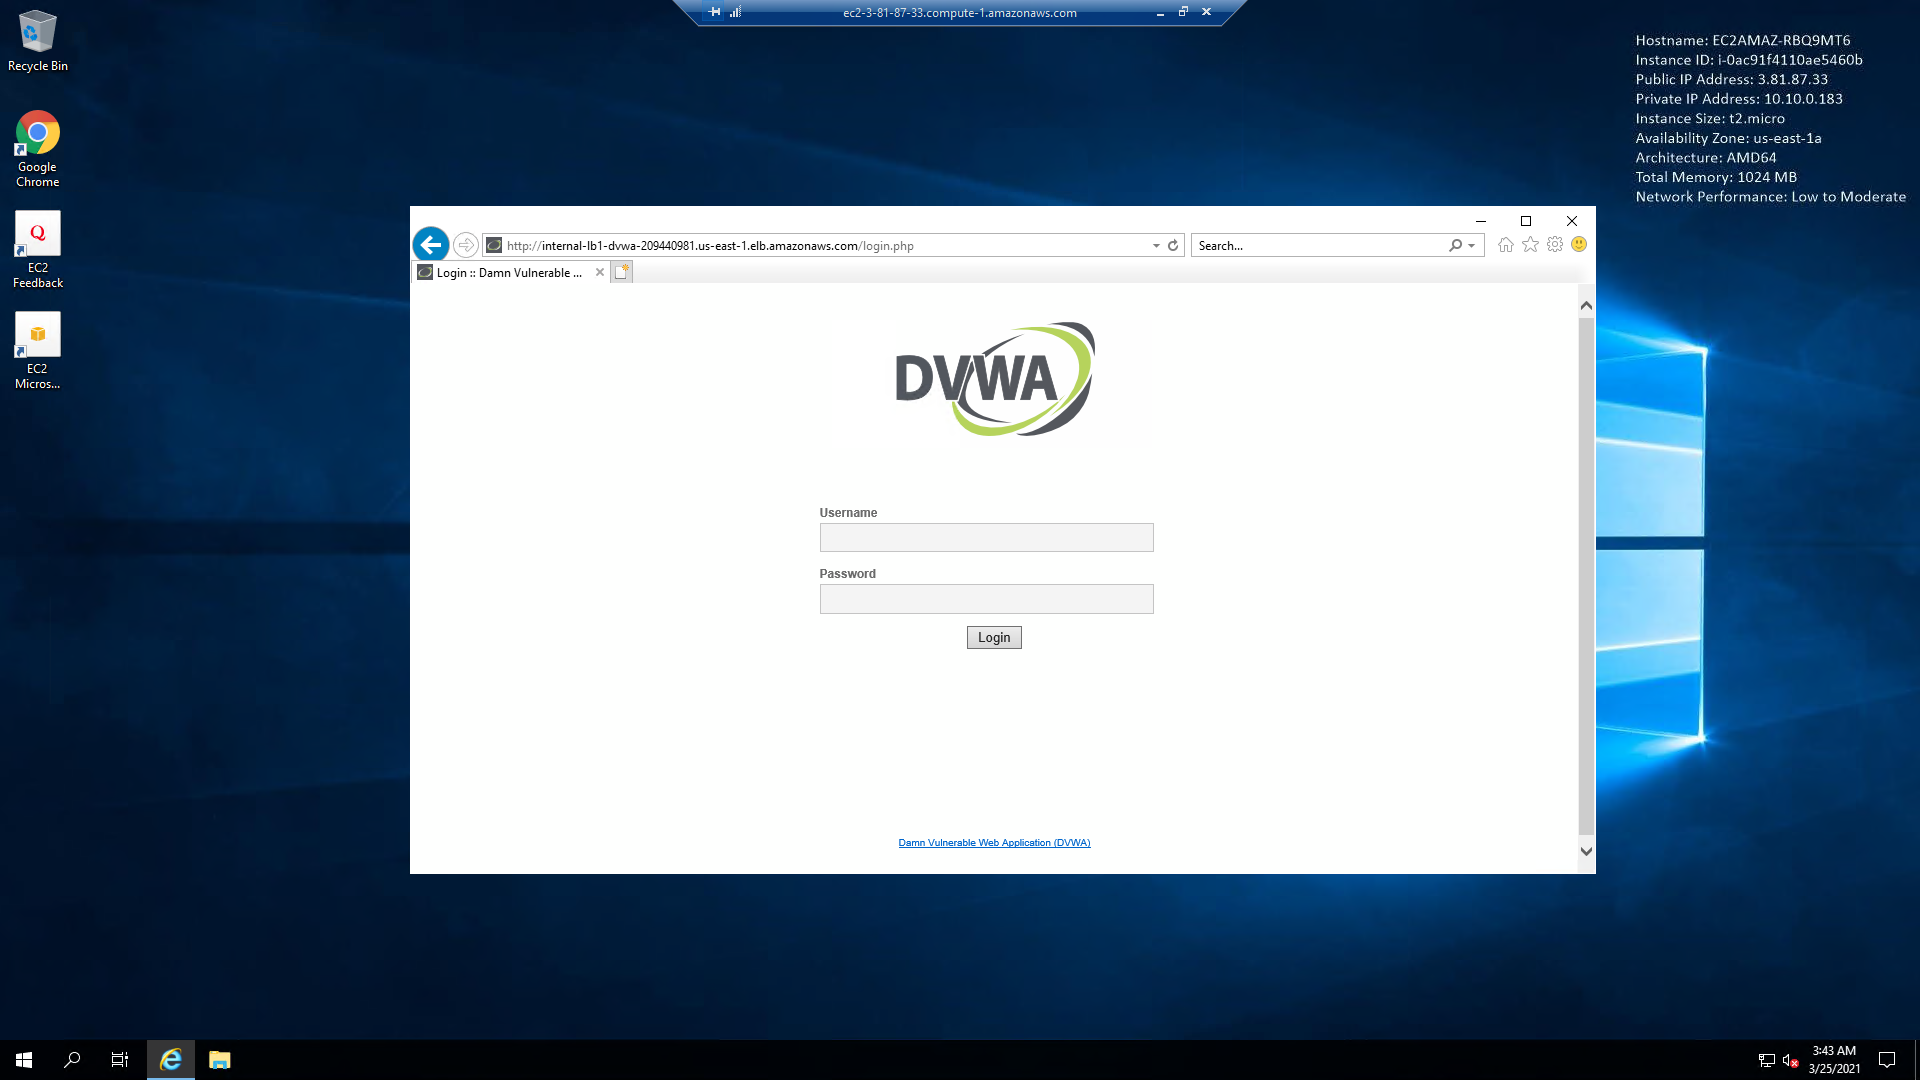 ec2-3-81-87-33.compute-1.amazonaws.com
Recycle Bin
Google
Chrome
Q
EC2
Feedback
EC2
Micros...
Hostname: EC2AMAZ-RBQ9MT6
Instance ID: i-0ac91f4110ae5460b
Public IP Address: 3.81.87.33
Private IP Address: 10.10.0.183
Instance Size: t2.micro
Availability Zone: us-east-1a
Architecture: AMD64
Total Memory: 1024 MB
Network Performance: Low to Moderate
http://internal-lb1-dvwa-209440981.us-east-1.elb.amazonaws.com/login.php
Search...
Login :: Damn Vulnerable ...
DVWA
Username
Password
Login
Damn Vulnerable Web Application (DVWA)
3:43 AM
3/25/2021